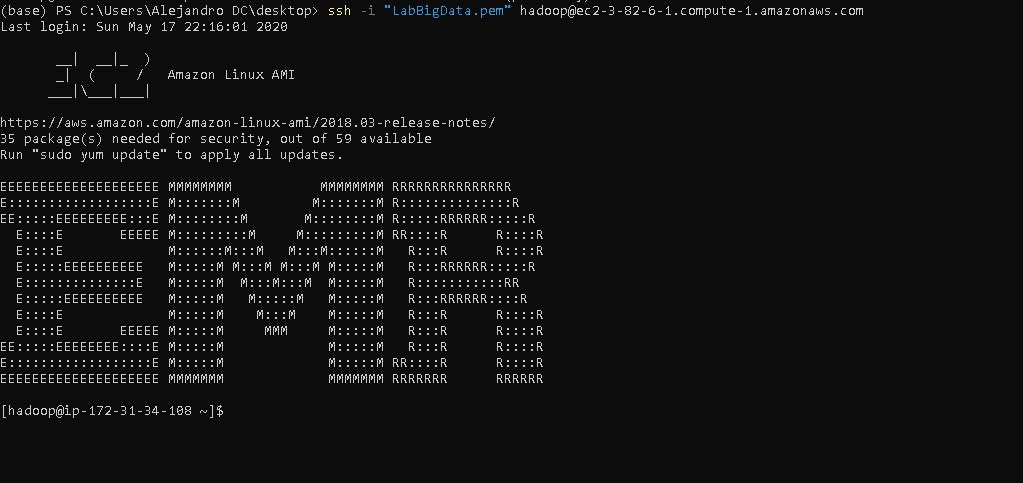 (base) PS C:\Users\Alejandro DC\desktop> ssh -i "LabBigData.pem" hadoop@ec2-3-82-6-1.compute-1.amazonaws.com
Last login: Sun May 17 22:16:01 2020

       __|  __|_  )
       _|  (     /   Amazon Linux AMI
      ___|\___|___|

https://aws.amazon.com/amazon-linux-ami/2018.03-release-notes/
35 package(s) needed for security, out of 59 available
Run "sudo yum update" to apply all updates.

EEEEEEEEEEEEEEEEEEEE MMMMMMMM           MMMMMMMM RRRRRRRRRRRRRRR
E::::::::::::::::::E M:::::::M         M:::::::M R::::::::::::::R
EE:::::EEEEEEEEE:::E M::::::::M       M::::::::M R:::::RRRRRR:::::R
  E::::E       EEEEE M:::::::::M     M:::::::::M RR::::R      R::::R
  E::::E             M::::::M:::M   M:::M::::::M   R:::R      R::::R
  E:::::EEEEEEEEEE   M:::::M M:::M M:::M M:::::M   R:::RRRRRR:::::R
  E::::::::::::::E   M:::::M  M:::M:::M  M:::::M   R:::::::::::RR
  E:::::EEEEEEEEEE   M:::::M   M:::::M   M:::::M   R:::RRRRRR::::R
  E::::E             M:::::M    M:::M    M:::::M   R:::R      R::::R
  E::::E       EEEEE M:::::M     MMM     M:::::M   R:::R      R::::R
EE:::::EEEEEEEE::::E M:::::M             M:::::M   R:::R      R::::R
E::::::::::::::::::E M:::::M             M:::::M RR::::R      R::::R
EEEEEEEEEEEEEEEEEEEE MMMMMMM             MMMMMMM RRRRRRR      RRRRRR

[hadoop@ip-172-31-34-108 ~]$